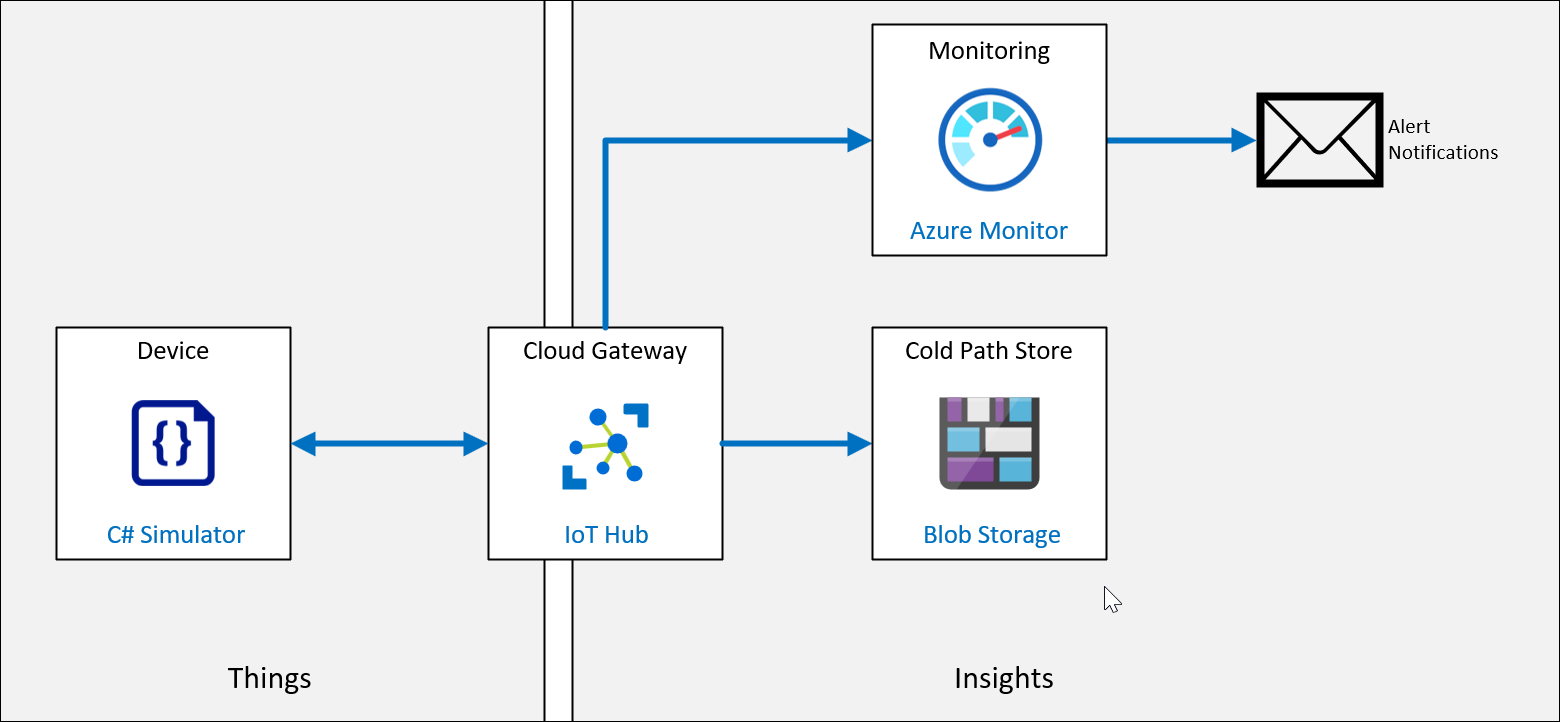 Monitoring
Azure Monitor
Alert
Notifications
Device
{}
C# Simulator
Cloud Gateway
IoT Hub
Cold Path Store
Blob Storage
Things
Insights